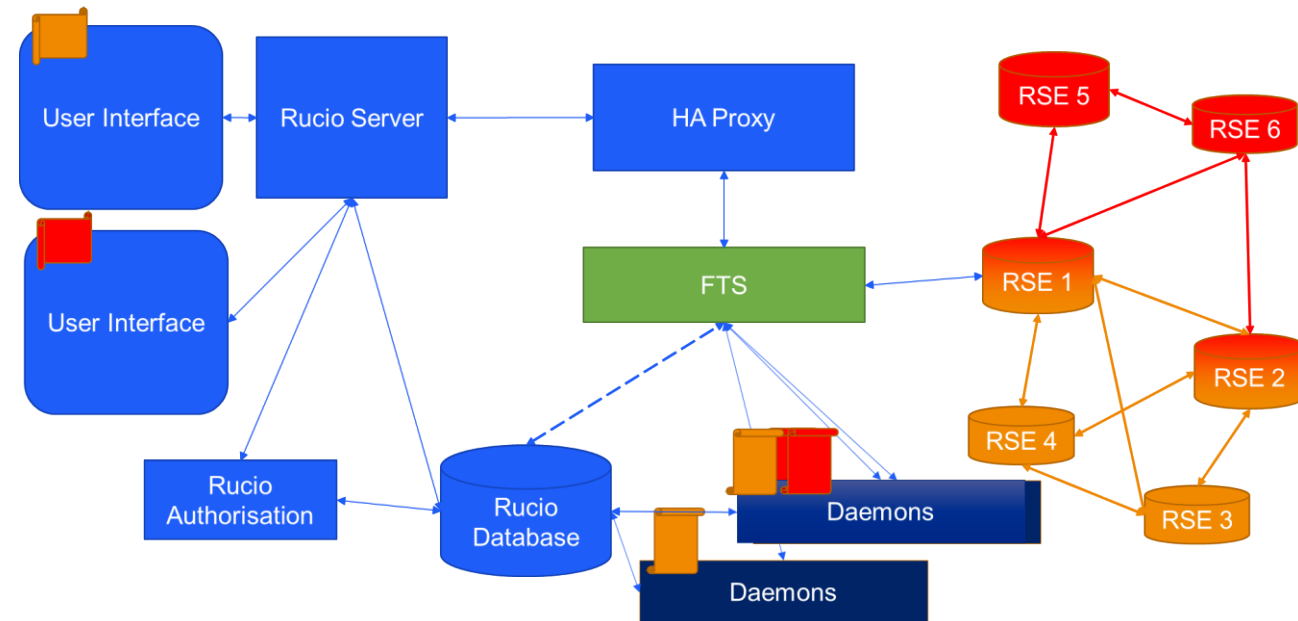 User Interface
Rucio Server
HA Proxy
RSE 5
RSE 6
User Interface
FTS
RSE 1
RSE 2
RSE 4
RSE 3
Rucio
Authorisation
Rucio
Database
Daemons
Daemons